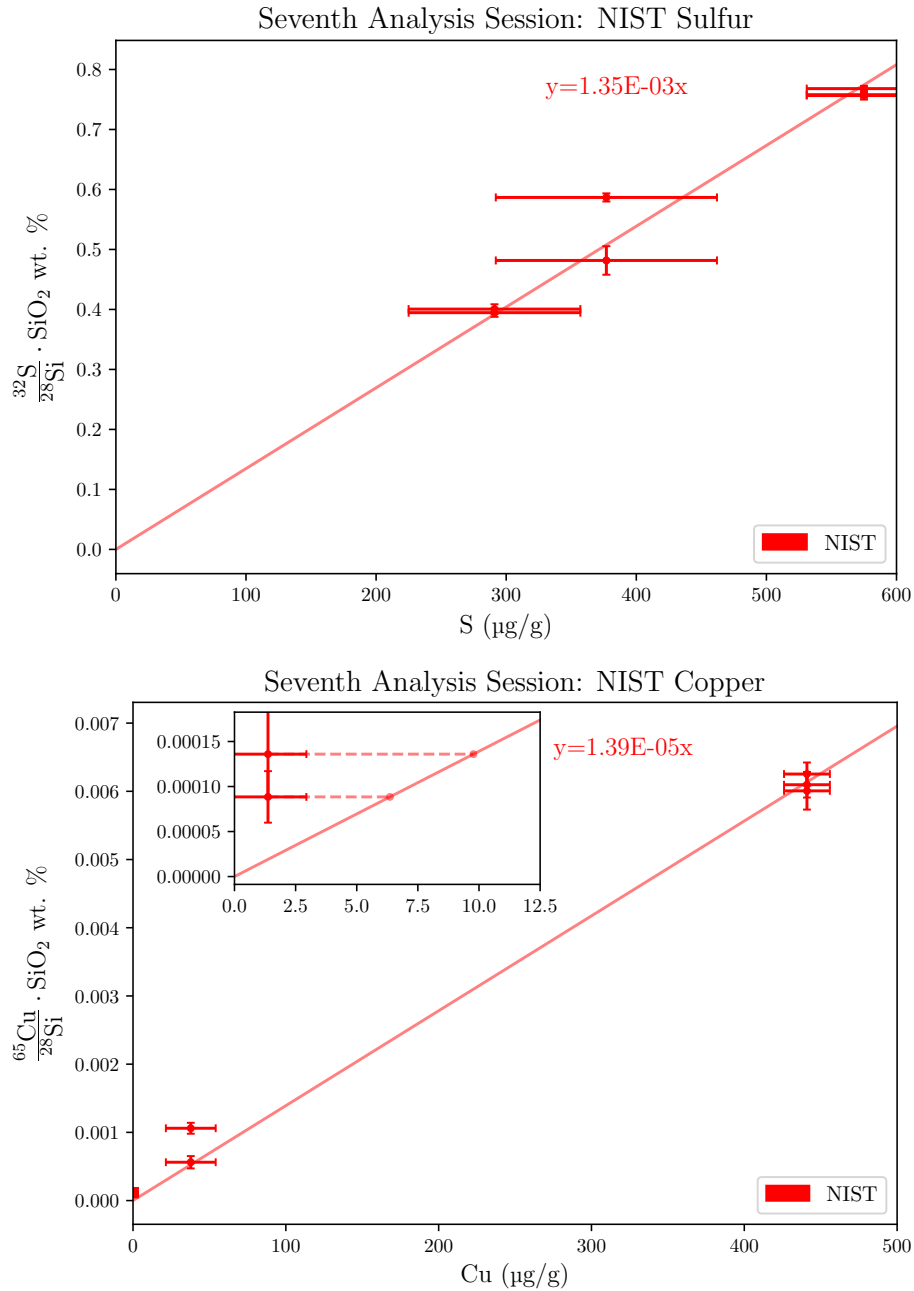 Seventh Analysis Session: NIST Sulfur
y=1.35E-03x
0.8
0.7
0.6
0.5
0.4
0.3
0.2
0.1
0.0
32S/28Si · SiO2 wt. %
NIST
0 100 200 300 400 500 600
S (µg/g)
Seventh Analysis Session: NIST Copper
y=1.39E-05x
0.00015
0.00010
0.00005
0.00000
0.0 2.5 5.0 7.5 10.0 12.5
0.007
0.006
0.005
0.004
0.003
0.002
0.001
0.000
65Cu/28Si · SiO2 wt. %
NIST
0 100 200 300 400 500
Cu (µg/g)